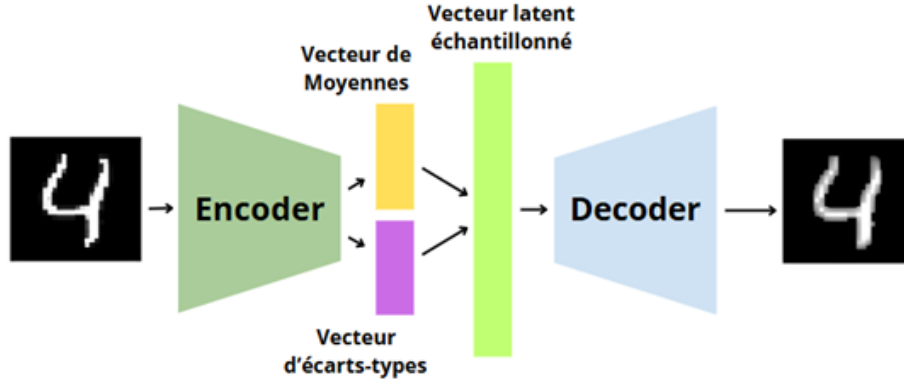 Vecteur latent
échantillonné
Vecteur de
Moyennes
Encoder
Decoder
Vecteur
d'écarts-types